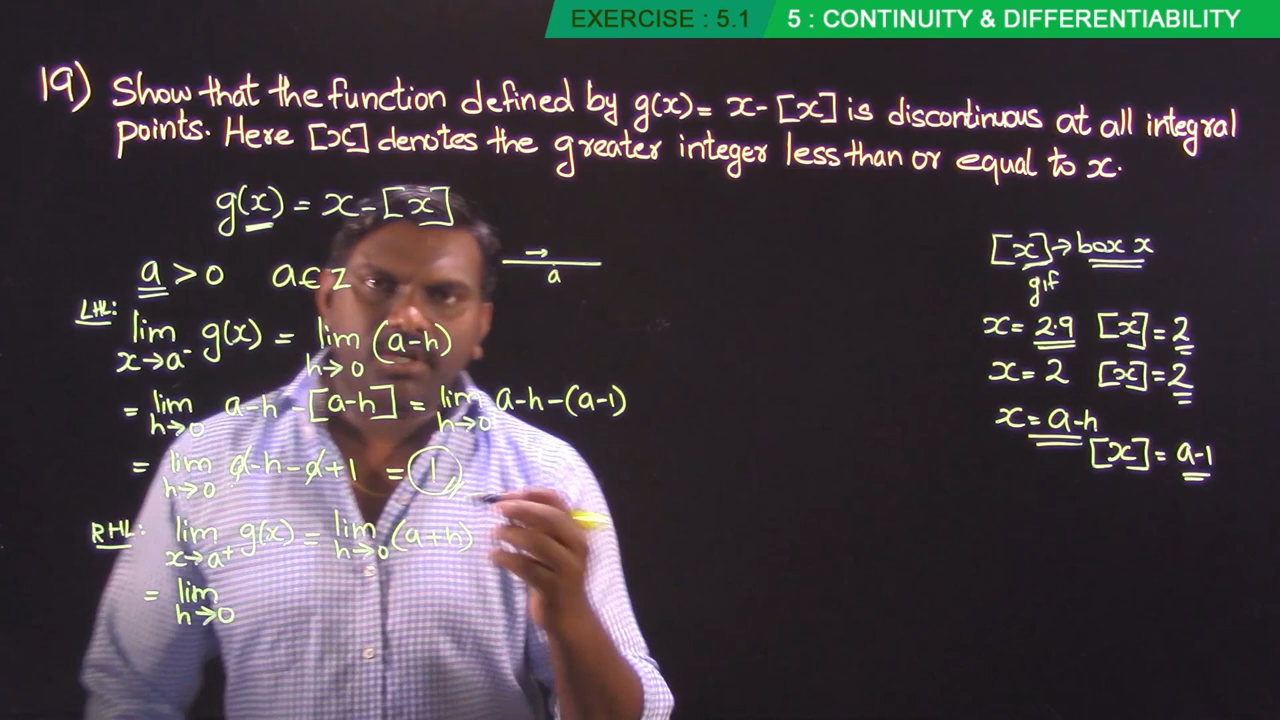 EXERCISE : 5.1
5 : CONTINUITY & DIFFERENTIABILITY
19) Show that the function defined by g(x) = x - [x] is discontinuous at all integral
points. Here [x] denotes the greater integer less than or equal to x.
g(x) = x - [x]
a > 0 a ∈ Z
a
LHL:
lim x→a⁻ g(x) = lim h→0 (a-h)
= lim h→0 a-h - [a-h] = lim h→0 a-h-(a-1)
= lim h→0 a-h-a+1 = 1
RHL: lim x→a⁺ g(x) = lim h→0 (a+h)
= lim h→0
[x] → box x
gif
x = 2.9 [x] = 2
x = 2 [x] = 2
x = a-h
[x] = a-1